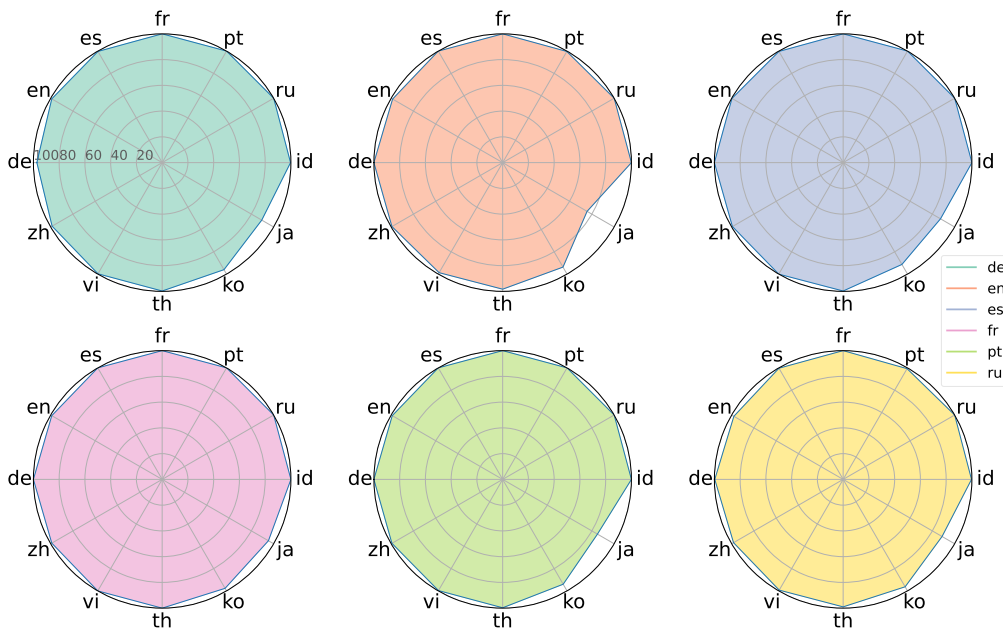 fr
es pt
en ru
de 100 80 60 40 20 id
zh ja
vi ko
th
fr
es pt
en ru
de id
zh ja
vi ko
th
fr
es pt
en ru
de id
zh ja
vi ko
th
de
en
es
fr
pt
ru
fr
es pt
en ru
de id
zh ja
vi ko
th
fr
es pt
en ru
de id
zh ja
vi ko
th
fr
es pt
en ru
de id
zh ja
vi ko
th